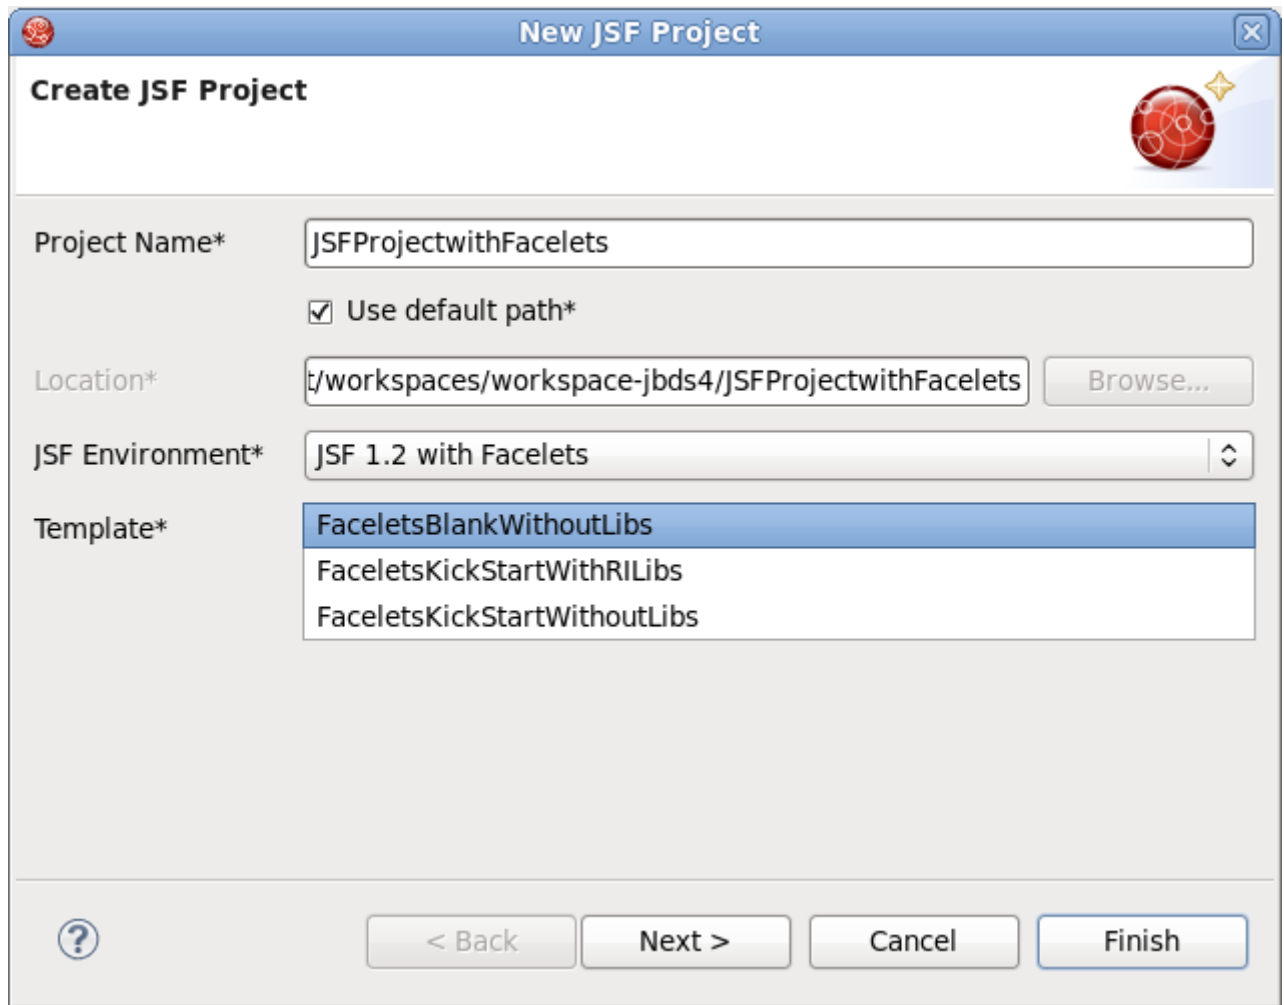 New JSF Project
Create JSF Project
Project Name* JSFProjectwithFacelets
Use default path*
Location* t/workspaces/workspace-jbds4/JSFProjectwithFacelets Browse...
JSF Environment* JSF 1.2 with Facelets
Template* FaceletsBlankWithoutLibs
FaceletsKickStartWithRILibs
FaceletsKickStartWithoutLibs
? < Back Next > Cancel Finish